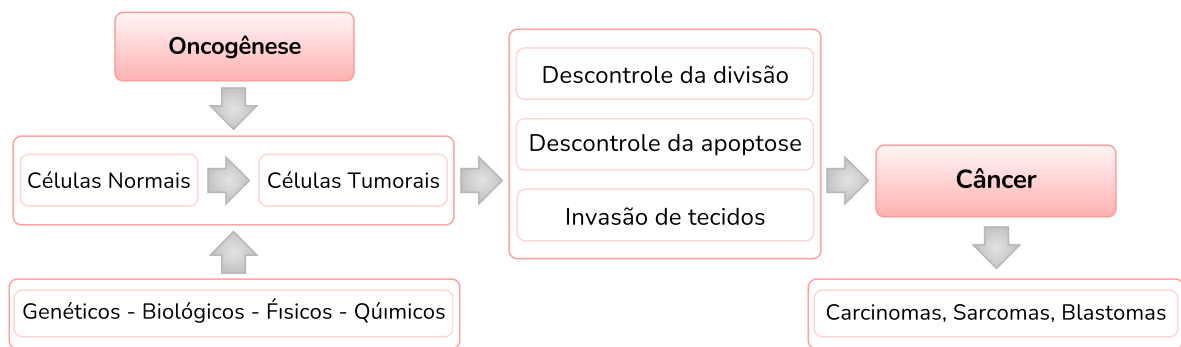 Oncogênese
Descontrole da divisão
Descontrole da apoptose
Células Normais
Células Tumorais
Câncer
Invasão de tecidos
Genéticos - Biológicos - Físicos - Químicos
Carcinomas, Sarcomas, Blastomas